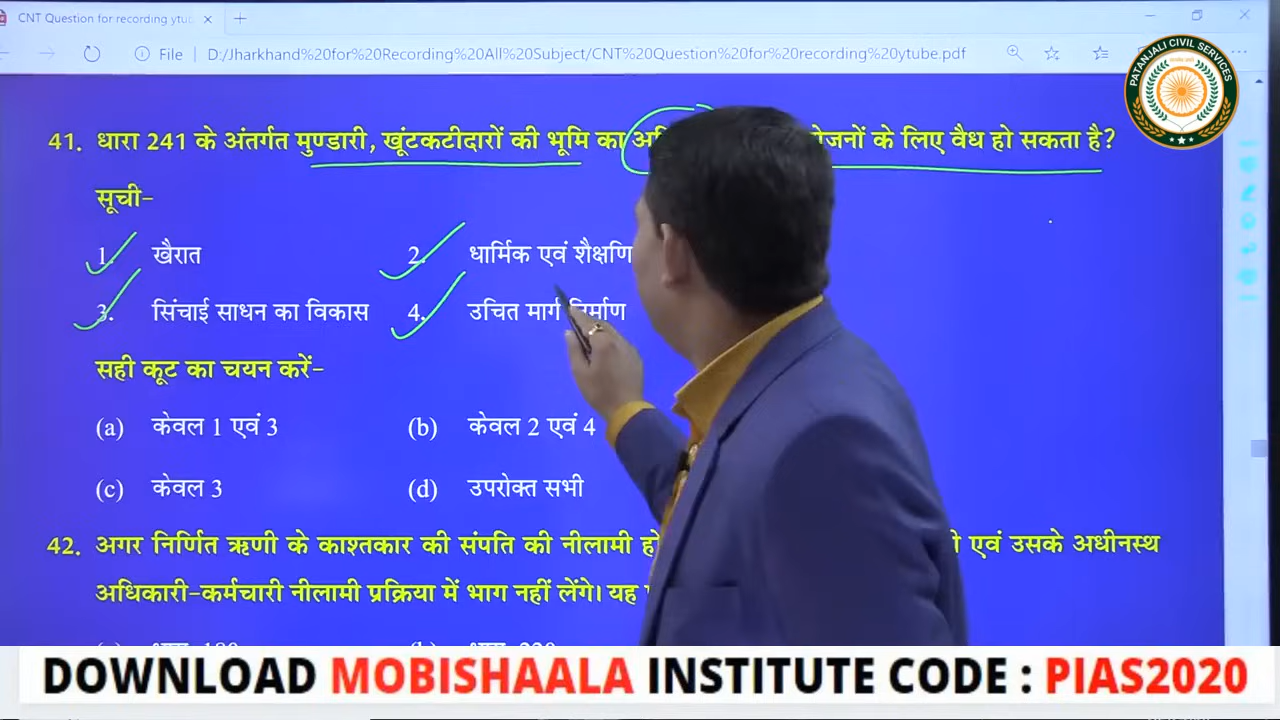 CNT Question for recording ytu
File D:/Jharkhand%20for%20Recording%20All%20Subject/CNT%20Question%20for%20recording%20ytube.pdf
PATANJALI CIVIL SERVICES
41. धारा 241 के अंतर्गत मुण्डारी, खूंटकटीदारों की भूमि का के लिए वैध हो सकता है?
सूची-
1. खैरात 2. धार्मिक एवं
3. सिंचाई साधन का विकास 4. उचित मार्ग निर्माण
सही कूट का चयन करें-
(a) केवल 1 एवं 3 (b) केवल 2 एवं 4
(c) केवल 3 (d) उपरोक्त सभी
42. अगर निर्णित ऋणी के काश्तकार की संपति की नीलामी एवं उसके अधीनस्थ
अधिकारी-कर्मचारी नीलामी प्रक्रिया में भाग नहीं लेंगे। यह
DOWNLOAD MOBISHAALA INSTITUTE CODE : PIAS2020